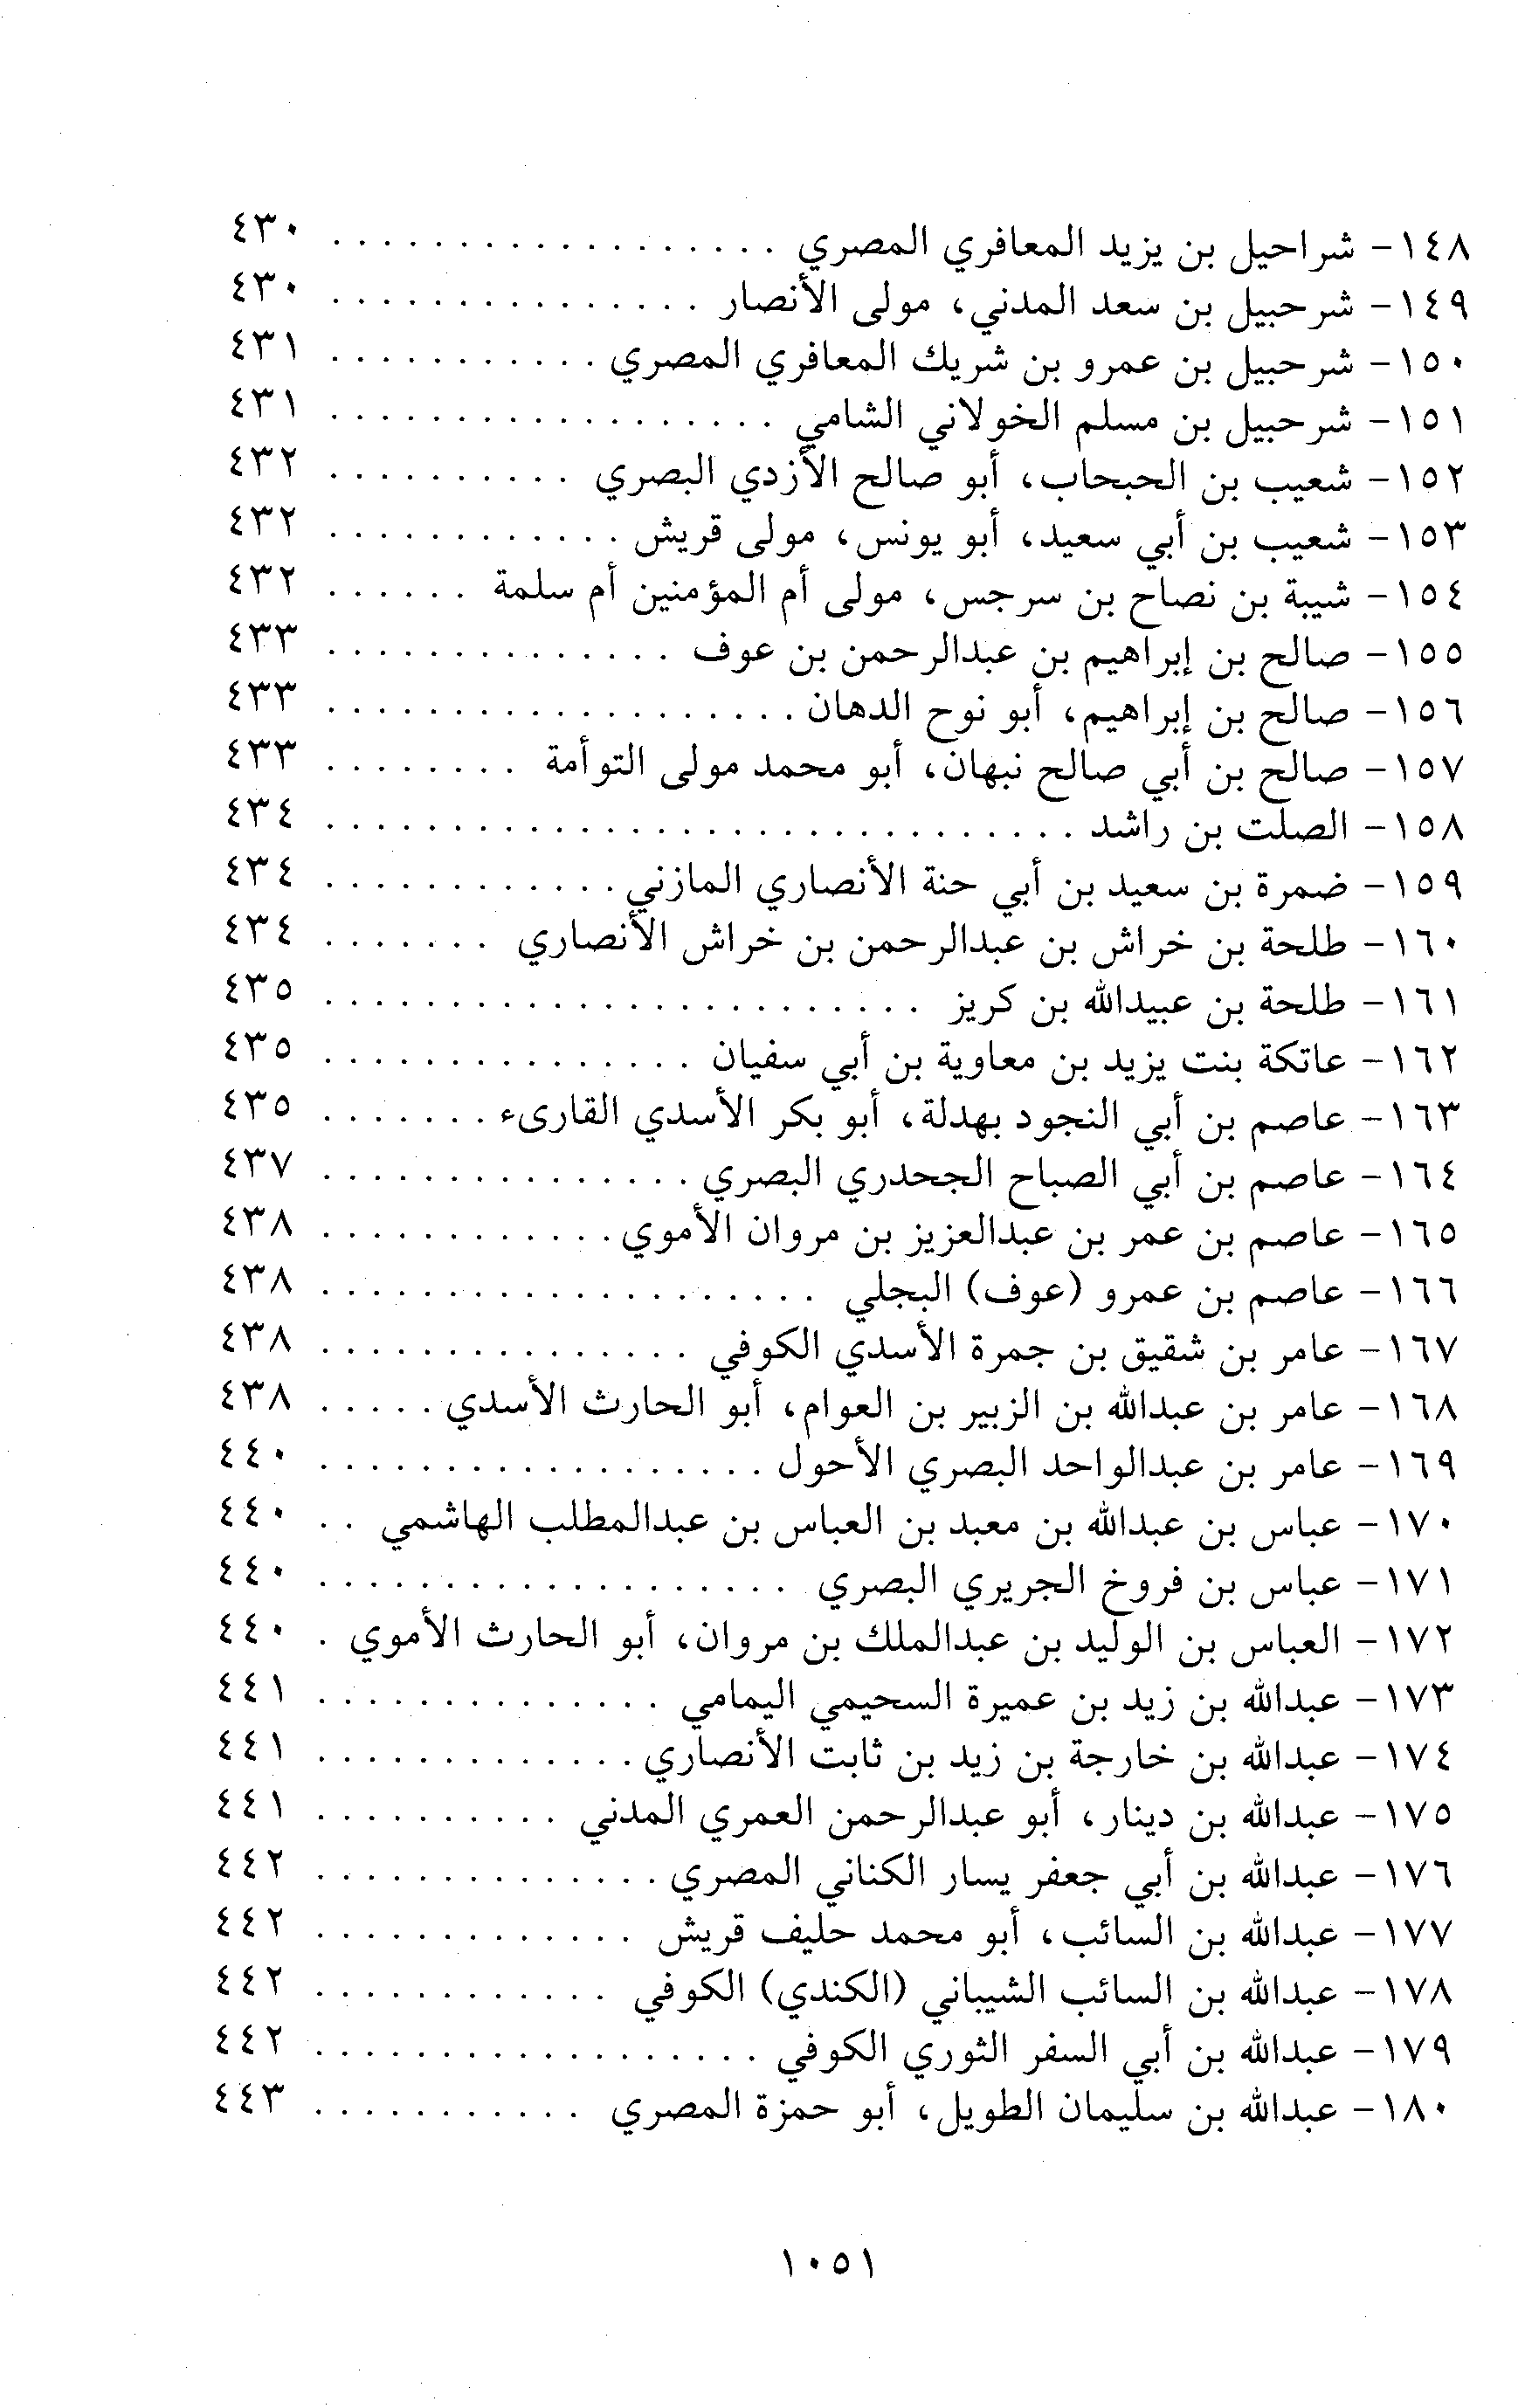 ١٤٨- شراحيل بن يزيد المعافري المصري . . . . . . . . . . . . . . . . . . ٤٣٠
١٤٩- شرحبيل بن سعد المدني، مولى الأنصار . . . . . . . . . . . . . . . ٤٣٠
١٥٠- شرحبيل بن عمرو بن شريك المعافري المصري . . . . . . . . . . . ٤٣١
١٥١- شرحبيل بن مسلم الخولاني الشامي . . . . . . . . . . . . . . . . . . ٤٣١
١٥٢- شعيب بن الحبحاب، أبو صالح الأزدي البصري . . . . . . . . . . ٤٣٢
١٥٣- شعيب بن أبي سعيد، أبو يونس، مولى قريش . . . . . . . . . . . . ٤٣٢
١٥٤- شيبة بن نصاح بن سرجس، مولى أم المؤمنين أم سلمة . . . . . . ٤٣٢
١٥٥- صالح بن إبراهيم بن عبدالرحمن بن عوف . . . . . . . . . . . . . . ٤٣٣
١٥٦- صالح بن إبراهيم، أبو نوح الدهان . . . . . . . . . . . . . . . . . . . ٤٣٣
١٥٧- صالح بن أبي صالح نبهان، أبو محمد مولى التوأمة . . . . . . . . ٤٣٣
١٥٨- الصلت بن راشد . . . . . . . . . . . . . . . . . . . . . . . . . . . . . . ٤٣٤
١٥٩- ضمرة بن سعيد بن أبي حنة الأنصاري المازني . . . . . . . . . . . . ٤٣٤
١٦٠- طلحة بن خراش بن عبدالرحمن بن خراش الأنصاري . . . . . . . ٤٣٤
١٦١- طلحة بن عبيدالله بن كريز . . . . . . . . . . . . . . . . . . . . . . . . ٤٣٥
١٦٢- عاتكة بنت يزيد بن معاوية بن أبي سفيان . . . . . . . . . . . . . . . ٤٣٥
١٦٣- عاصم بن أبي النجود بهدلة، أبو بكر الأسدي القارىء . . . . . . . ٤٣٥
١٦٤- عاصم بن أبي الصباح الجحدري البصري . . . . . . . . . . . . . . . ٤٣٧
١٦٥- عاصم بن عمر بن عبدالعزيز بن مروان الأموي . . . . . . . . . . . . ٤٣٨
١٦٦- عاصم بن عمرو (عوف) البجلي . . . . . . . . . . . . . . . . . . . . ٤٣٨
١٦٧- عامر بن شقيق بن جمرة الأسدي الكوفي . . . . . . . . . . . . . . . ٤٣٨
١٦٨- عامر بن عبدالله بن الزبير بن العوام، أبو الحارث الأسدي . . . . . ٤٣٨
١٦٩- عامر بن عبدالواحد البصري الأحول . . . . . . . . . . . . . . . . . . ٤٤٠
١٧٠- عباس بن عبدالله بن معبد بن العباس بن عبدالمطلب الهاشمي . . ٤٤٠
١٧١- عباس بن فروخ الجريري البصري . . . . . . . . . . . . . . . . . . . ٤٤٠
١٧٢- العباس بن الوليد بن عبدالملك بن مروان، أبو الحارث الأموي . ٤٤٠
١٧٣- عبدالله بن زيد بن عميرة السحيمي اليمامي . . . . . . . . . . . . . . ٤٤١
١٧٤- عبدالله بن خارجة بن زيد بن ثابت الأنصاري . . . . . . . . . . . . . ٤٤١
١٧٥- عبدالله بن دينار، أبو عبدالرحمن العمري المدني . . . . . . . . . . ٤٤١
١٧٦- عبدالله بن أبي جعفر يسار الكناني المصري . . . . . . . . . . . . . . ٤٤٢
١٧٧- عبدالله بن السائب، أبو محمد حليف قريش . . . . . . . . . . . . . ٤٤٢
١٧٨- عبدالله بن السائب الشيباني (الكندي) الكوفي . . . . . . . . . . . . ٤٤٢
١٧٩- عبدالله بن أبي السفر الثوري الكوفي . . . . . . . . . . . . . . . . . . ٤٤٢
١٨٠- عبدالله بن سليمان الطويل، أبو حمزة المصري . . . . . . . . . . . ٤٤٣
١٠٥١